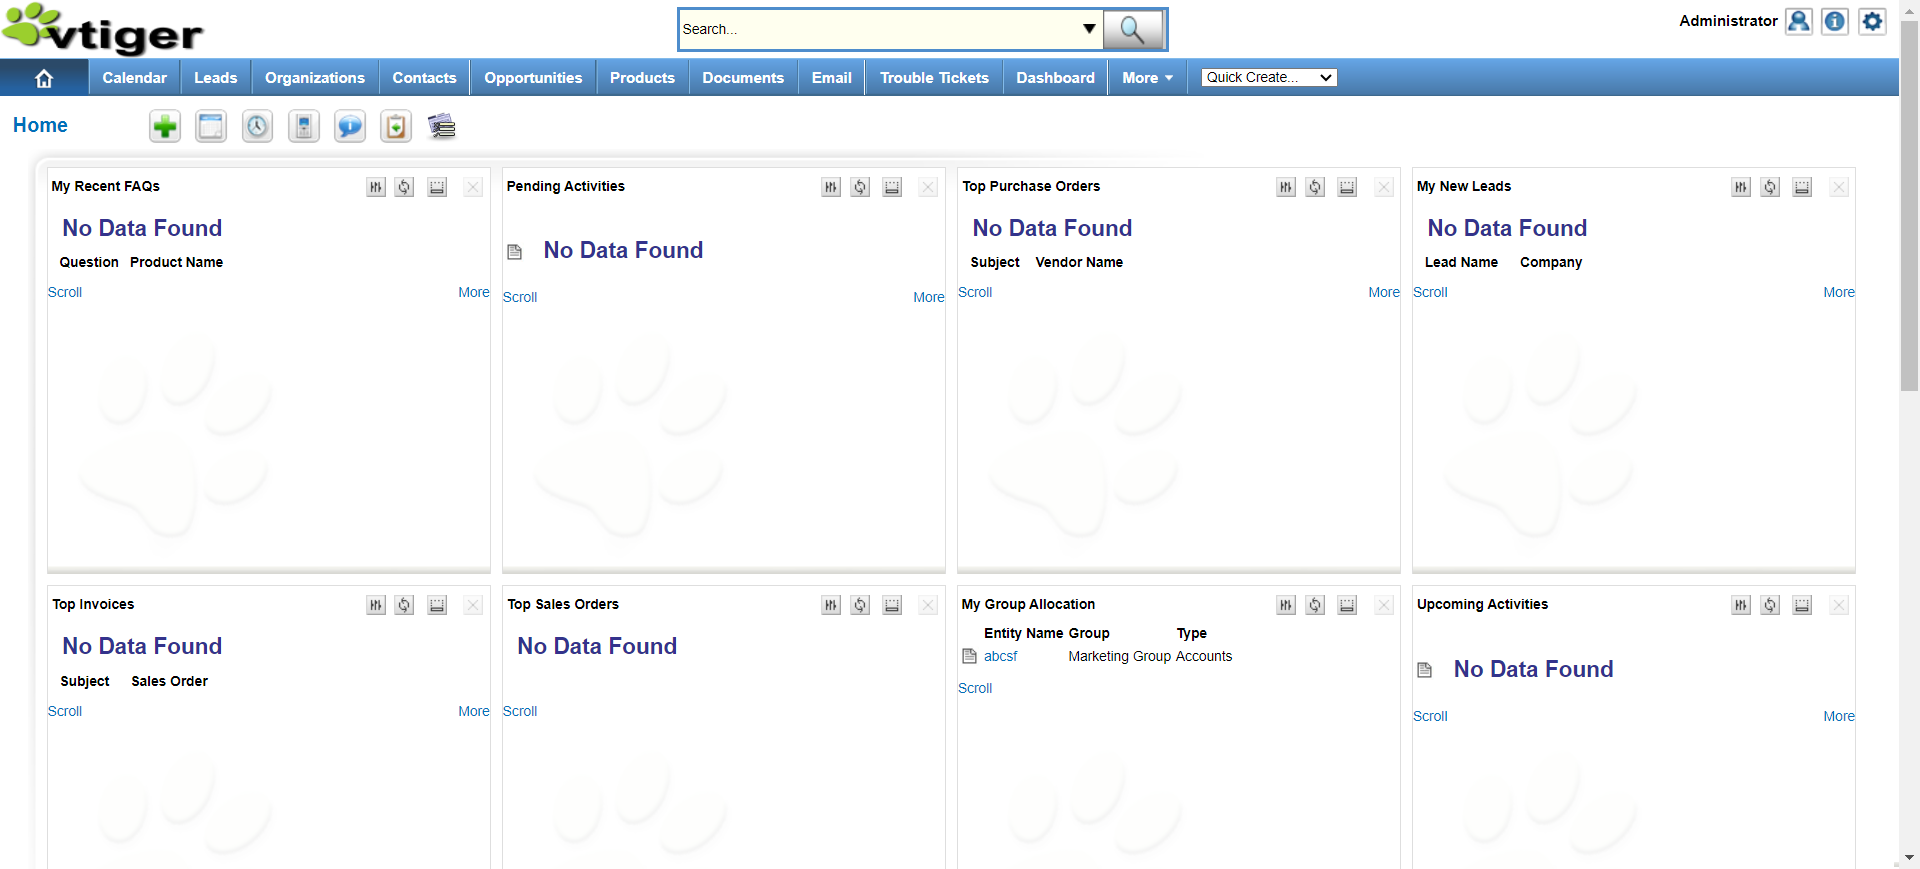 vtiger
Search...
Administrator
Calendar Leads Organizations Contacts Opportunities Products Documents Email Trouble Tickets Dashboard More Quick Create...
Home
My Recent FAQs
No Data Found
Question Product Name
Scroll More
Pending Activities
No Data Found
Scroll More
Top Purchase Orders
No Data Found
Subject Vendor Name
Scroll More
My New Leads
No Data Found
Lead Name Company
Scroll More
Top Invoices
No Data Found
Subject Sales Order
Scroll More
Top Sales Orders
No Data Found
Scroll
My Group Allocation
Entity Name Group Type
abcsf Marketing Group Accounts
Scroll
Upcoming Activities
No Data Found
Scroll More